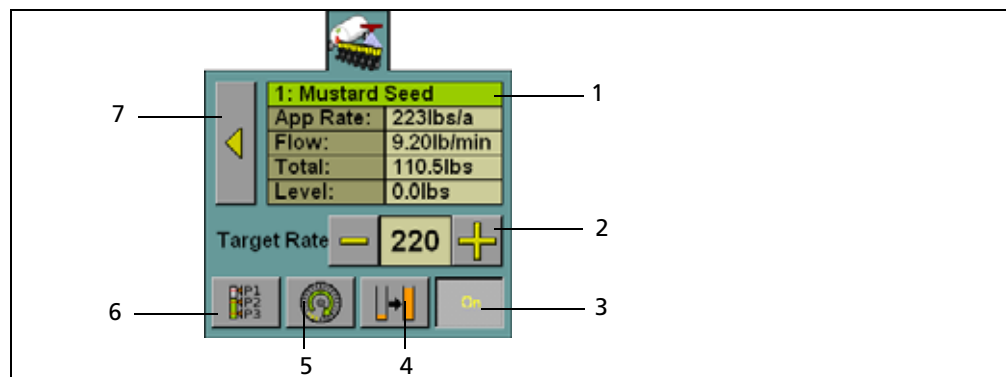 1: Mustard Seed
App Rate: 223lbs/a
Flow: 9.20lb/min
Total: 110.5lbs
Level: 0.0lbs
Target Rate 220
P1
P2
P3
On
1
2
3
4
5
6
7